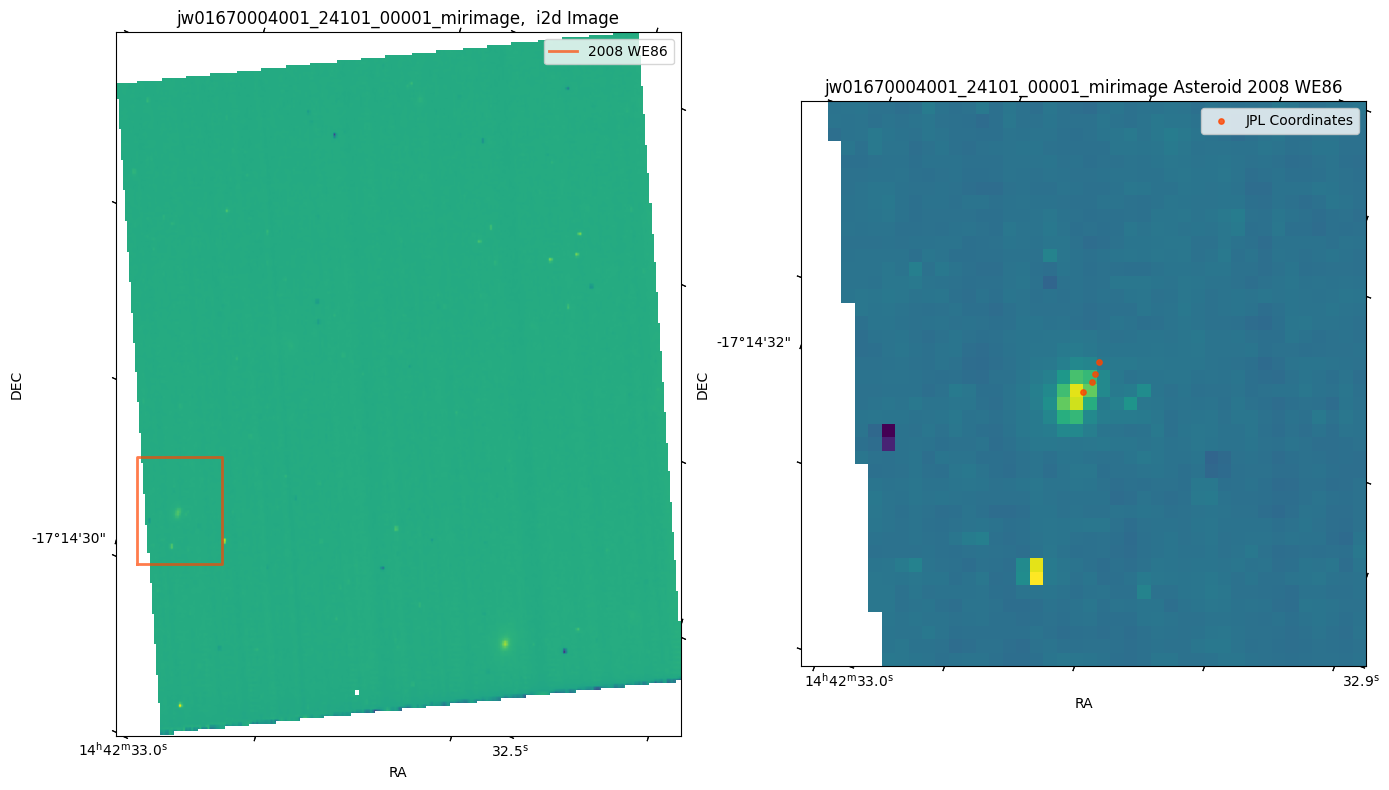 jw01670004001_24101_00001_mirimage,  i2d Image
2008 WE86
DEC
-17°14'30"
14ʰ42ᵐ33.0ˢ
32.5ˢ
RA
jw01670004001_24101_00001_mirimage Asteroid 2008 WE86
JPL Coordinates
-17°14'32"
DEC
14ʰ42ᵐ33.0ˢ
32.9ˢ
RA